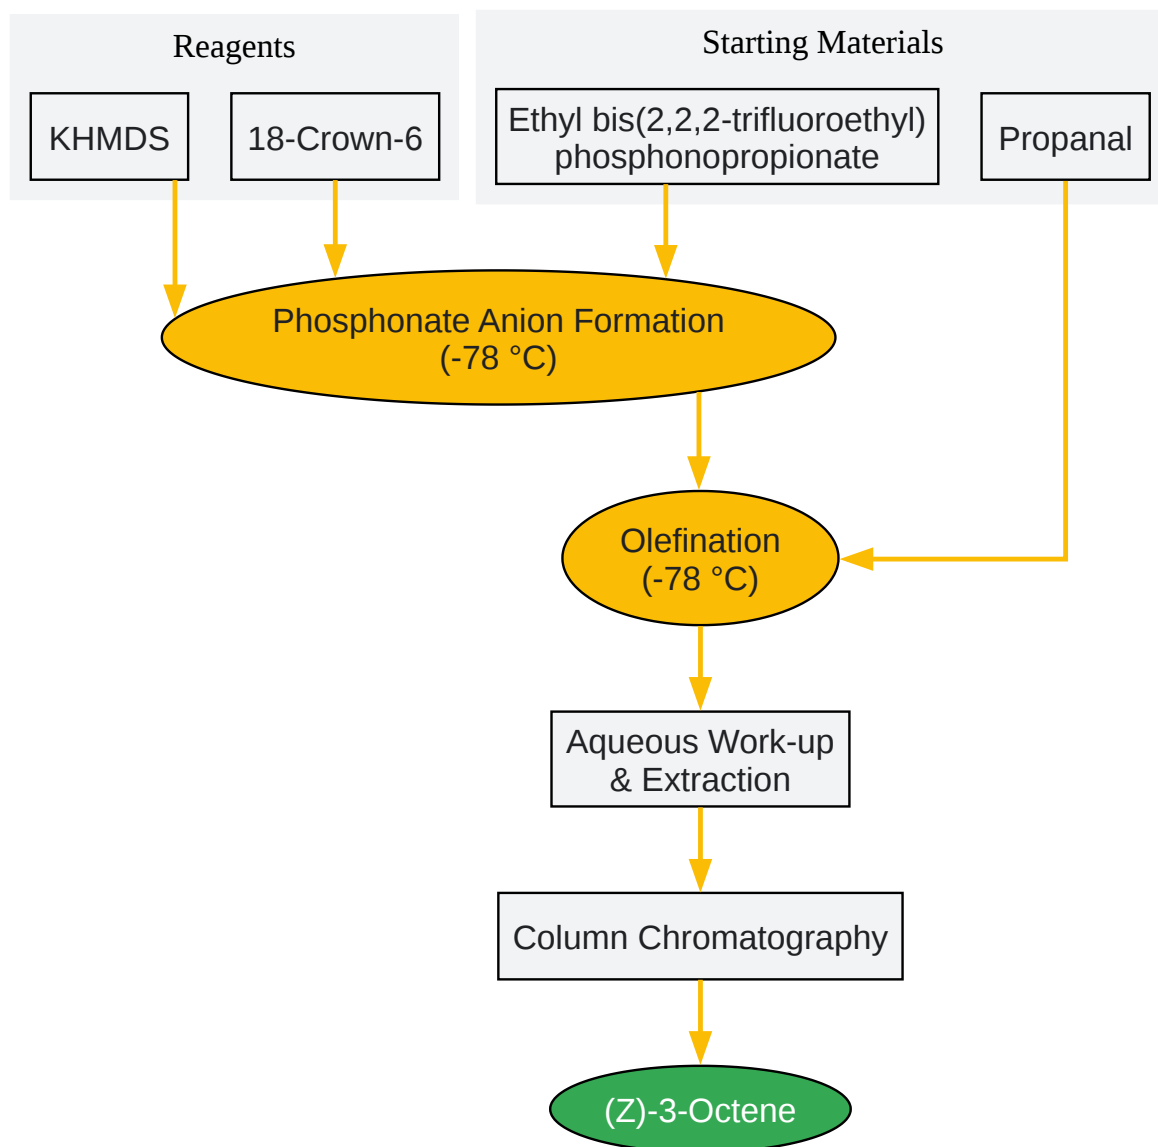 Reagents
Starting Materials
KHMDS
18-Crown-6
Ethyl bis(2,2,2-trifluoroethyl)
phosphonopropionate
Propanal
Phosphonate Anion Formation
(-78 °C)
Olefination
(-78 °C)
Aqueous Work-up
& Extraction
Column Chromatography
(Z)-3-Octene